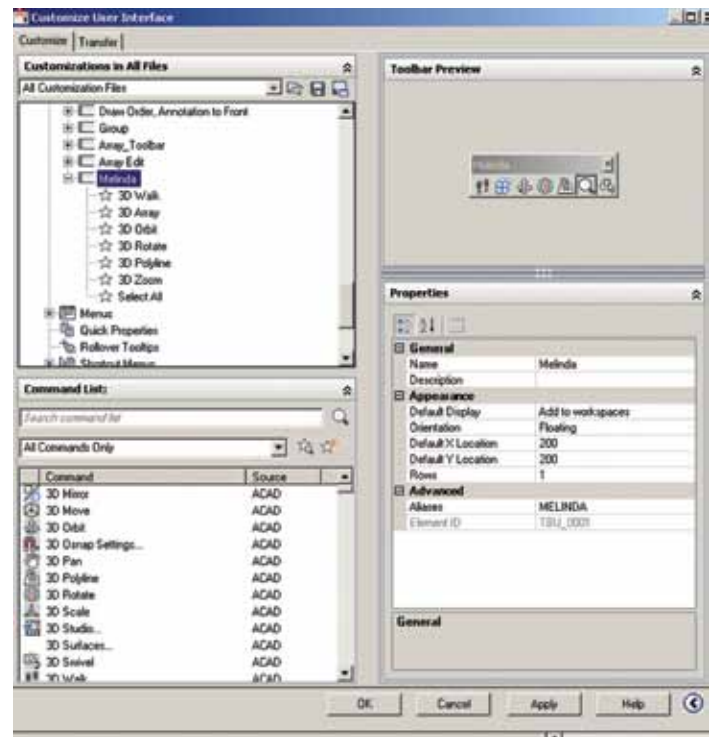 Customize User Interface
Customize
Transfer
Customizations in All Files
All Customization Files
Draw Order, Annotation to Front
Group
Array_Toolbar
Array Edit
Melinda
3D Walk
3D Array
3D Orbit
3D Rotate
3D Polyline
3D Zoom
Select All
Menus
Quick Properties
Rollover Tooltips
Shortcut Menus
Command List:
Search command list
All Commands Only
Command Source
3D Mirror ACAD
3D Move ACAD
3D Orbit ACAD
3D Osnap Settings... ACAD
3D Pan ACAD
3D Polyline ACAD
3D Rotate ACAD
3D Scale ACAD
3D Studio... ACAD
3D Surfaces... ACAD
3D Swivel ACAD
3D Walk ACAD
Toolbar Preview
Melinda
Properties
General
Name Melinda
Description
Appearance
Default Display Add to workspaces
Orientation Floating
Default X Location 200
Default Y Location 200
Rows 1
Advanced
Aliases MELINDA
Element ID TBU_0001
General
OK
Cancel
Apply
Help